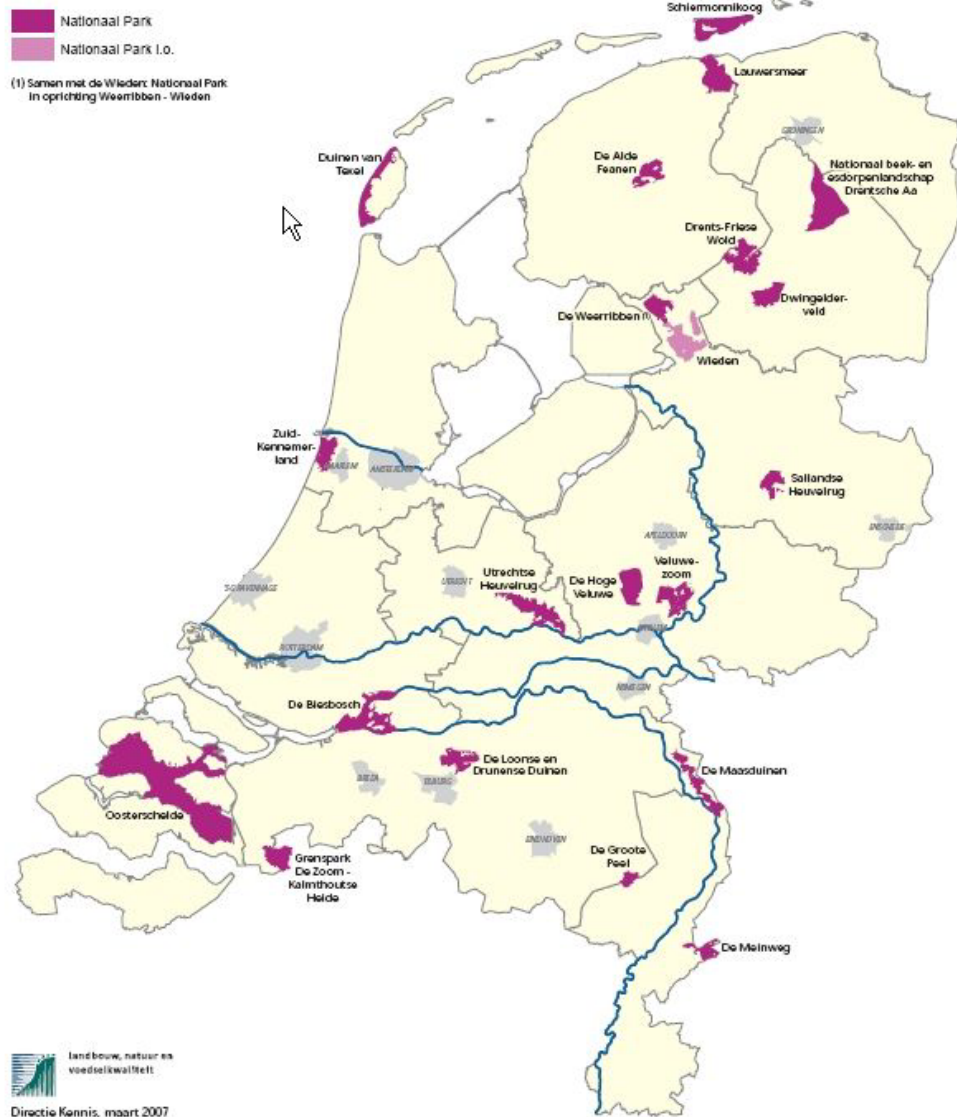 Nationaal Park
Nationaal Park i.o.
(1) Samen met de Wieden: Nationaal Park
in oprichting Weerribben - Wieden
Schiermonnikoog
Lauwersmeer
GRONINGEN
Duinen van
Texel
De Alde
Feanen
Nationaal beek- en
esdorpenlandschap
Drentsche Aa
Drents-Friese
Wold
Dwingelder-
veld
De Weerribben (1)
Wieden
Zuid-
Kennemer-
land
HAARLEM
AMSTERDAM
Sallandse
Heuvelrug
ENSCHEDE
APELDOORN
Utrechtse
Heuvelrug
UTRECHT
De Hoge
Veluwe
Veluwe-
zoom
'S-GRAVENHAGE
ARNHEM
ROTTERDAM
NIJMEGEN
De Biesbosch
De Loonse en
Drunense Duinen
BREDA
TILBURG
De Maasduinen
Oosterschelde
EINDHOVEN
Grenspark
De Zoom -
Kalmthoutse
Heide
De Groote
Peel
De Meinweg
landbouw, natuur en
voedselkwaliteit
Directie Kennis, maart 2007